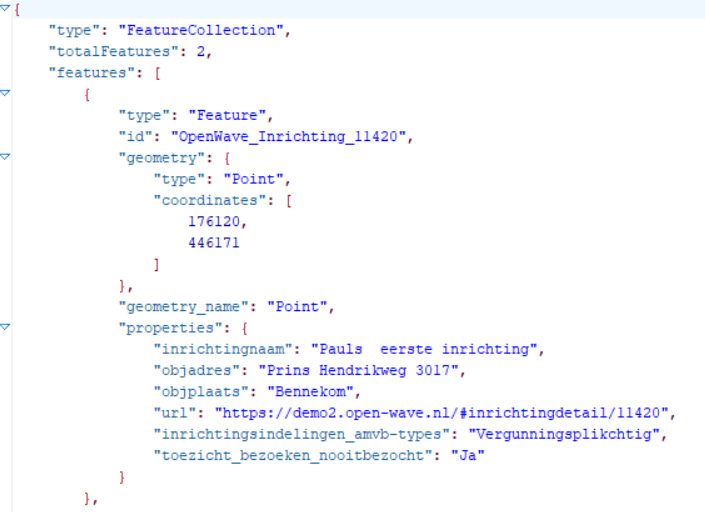 {
"type": "FeatureCollection",
"totalFeatures": 2,
"features": [
{
"type": "Feature",
"id": "OpenWave_Inrichting_11420",
"geometry": {
"type": "Point",
"coordinates": [
176120,
446171
]
},
"geometry_name": "Point",
"properties": {
"inrichtingnaam": "Pauls  eerste inrichting",
"objadres": "Prins Hendrikweg 3017",
"objplaats": "Bennekom",
"url": "https://demo2.open-wave.nl/#inrichtingdetail/11420",
"inrichtingsindelingen_amvb-types": "Vergunningsplikchtig",
"toezicht_bezoeken_nooitbezocht": "Ja"
}
},